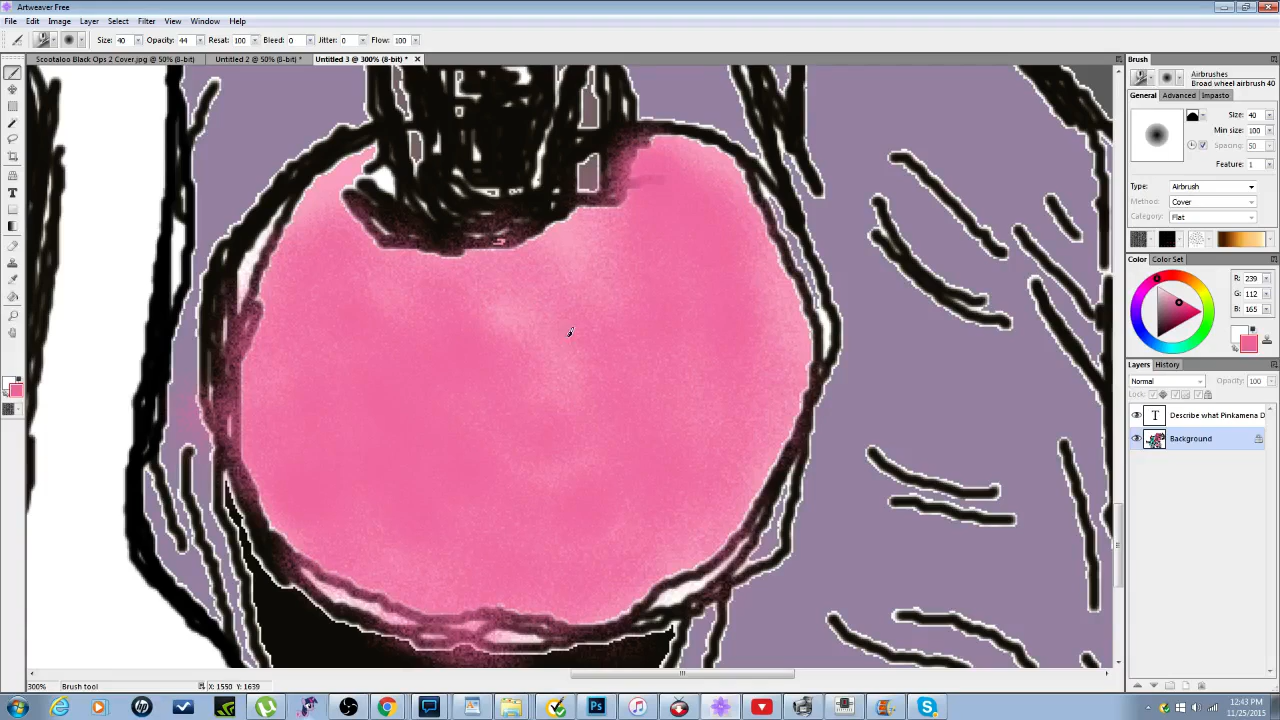 Artweaver Free
File Edit Image Layer Select Filter View Window Help
Size: 40 Opacity: 44 Resat: 100 Bleed: 0 Jitter: 0 Flow: 100
Scootaloo Black Ops 2 Cover.jpg @ 50% (8-bit) Untitled 2 @ 50% (8-bit) * Untitled 3 @ 300% (8-bit) *
Brush
Airbrushes
Broad wheel airbrush 40
General Advanced Impasto
Size: 40
Min size: 100
Spacing: 50
Feature: 1
Type: Airbrush
Method: Cover
Category: Flat
Color Color Set
R: 239
G: 112
B: 165
Layers History
Normal Opacity: 100
Lock:
T Describe what Pinkamena D
Background
300% Brush tool X: 1550 Y: 1639
12:43 PM
11/25/2015